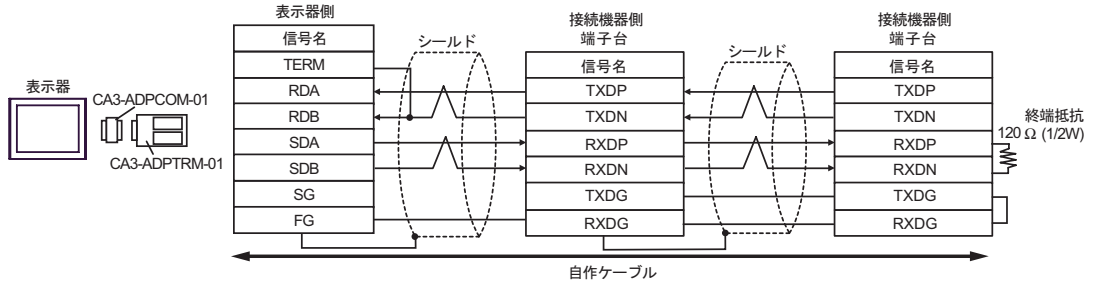 表示器
CA3-ADPCOM-01
CA3-ADPTRM-01
表示器側
信号名
TERM
RDA
RDB
SDA
SDB
SG
FG
シールド
接続機器側
端子台
信号名
TXDP
TXDN
RXDP
RXDN
TXDG
RXDG
シールド
接続機器側
端子台
信号名
TXDP
TXDN
RXDP
RXDN
TXDG
RXDG
終端抵抗
120 Ω (1/2W)
自作ケーブル